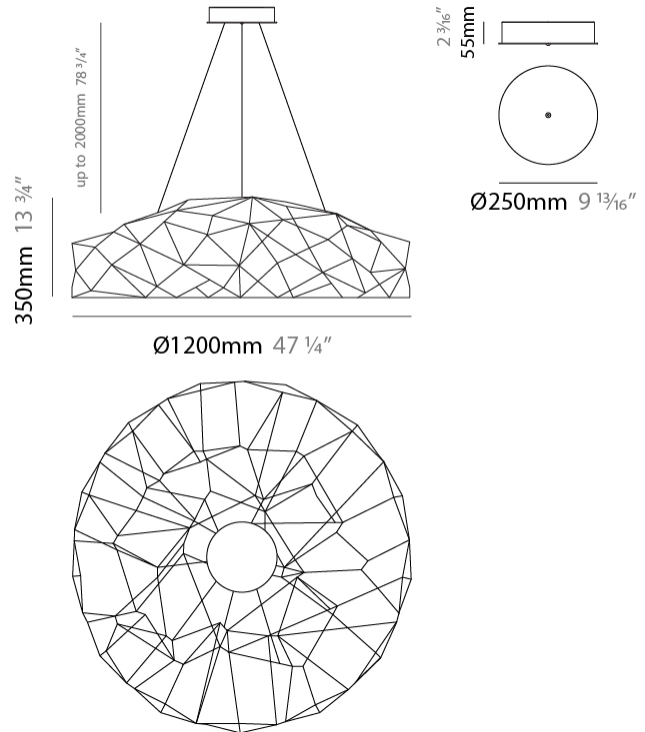 up to 2000mm 78 ¾″
350mm 13 ¾″
Ø1200mm 47 ¼″
2 ³⁄₁₆″
55mm
Ø250mm 9 ¹³⁄₁₆″